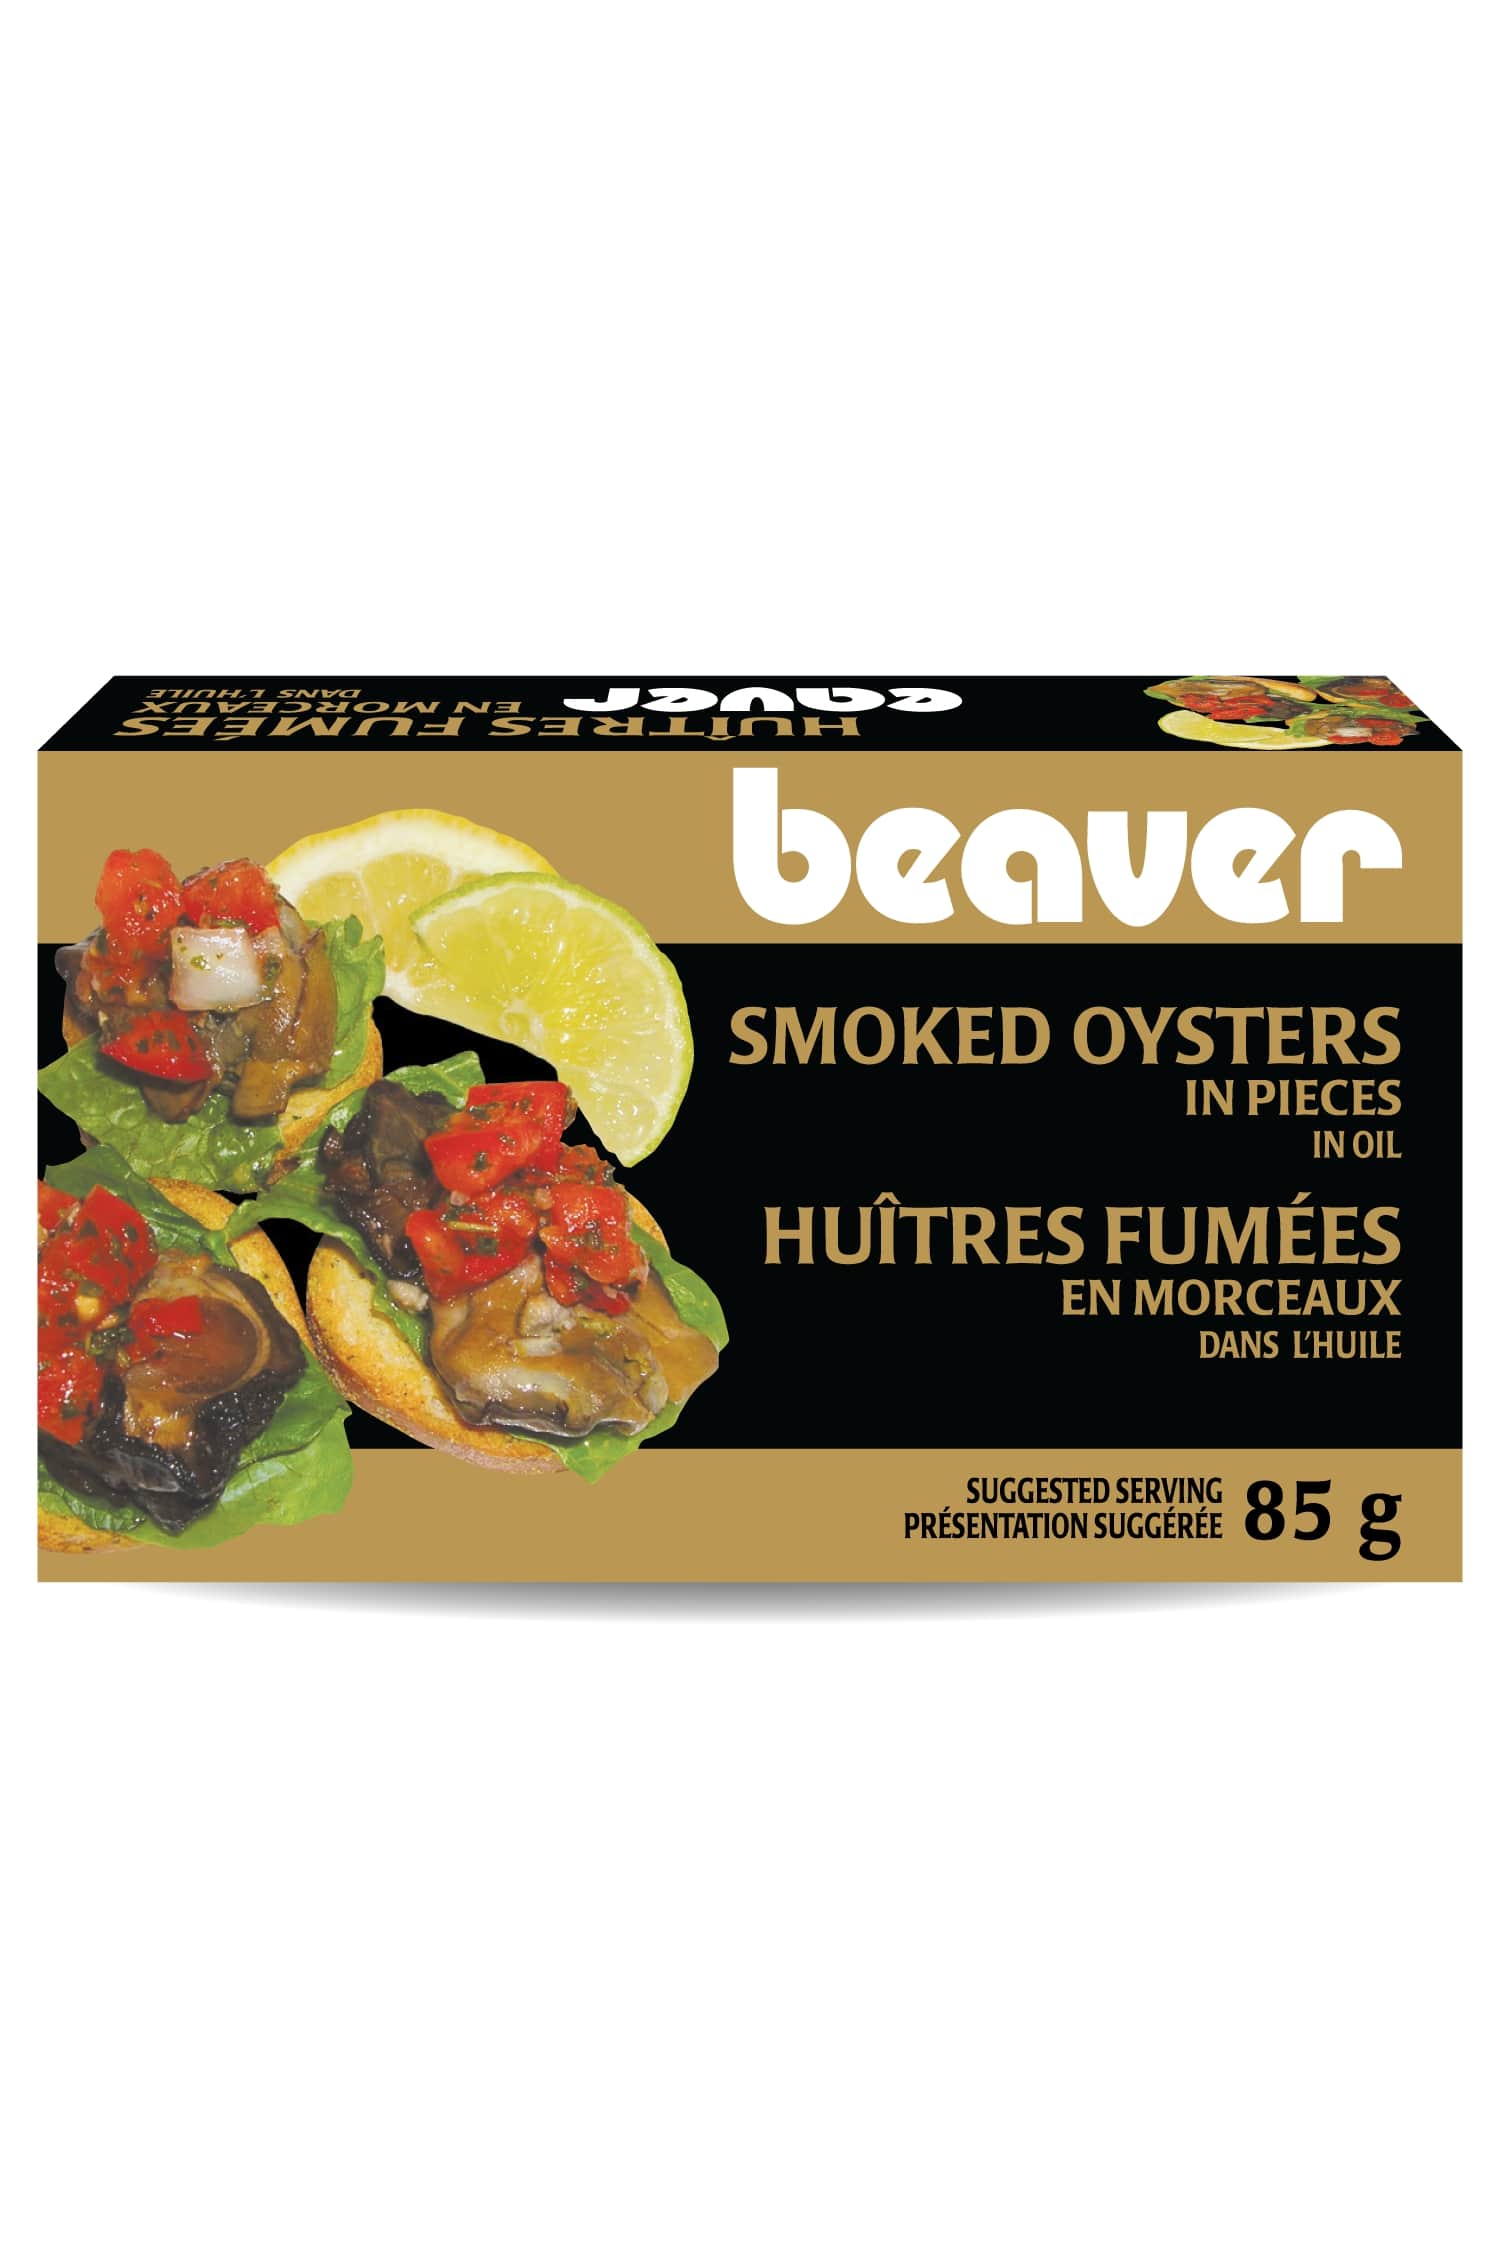 HUÎTRES FUMÉES
EN MORCEAUX
DANS L'HUILE
beaver
beaver
SMOKED OYSTERS
IN PIECES
IN OIL
HUÎTRES FUMÉES
EN MORCEAUX
DANS L'HUILE
SUGGESTED SERVING
PRÉSENTATION SUGGÉRÉE
85 g